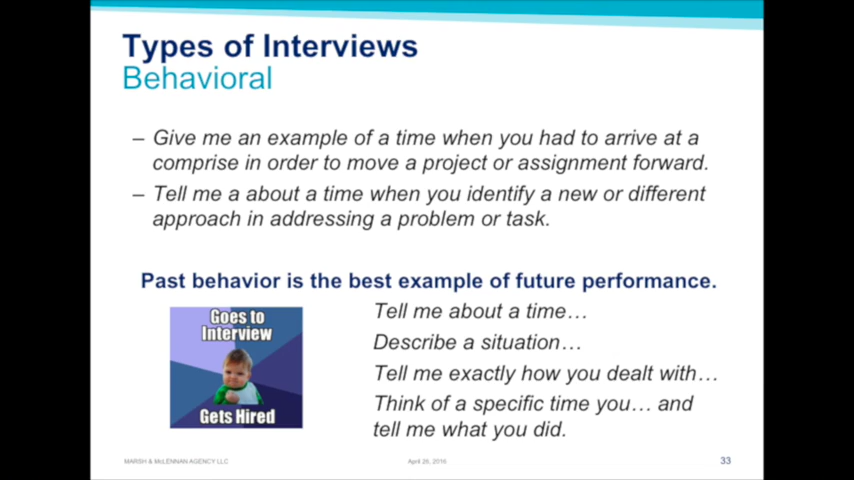 Types of Interviews
Behavioral
– Give me an example of a time when you had to arrive at a
comprise in order to move a project or assignment forward.
– Tell me a about a time when you identify a new or different
approach in addressing a problem or task.
Past behavior is the best example of future performance.
Goes to
Interview
Gets Hired
Tell me about a time…
Describe a situation…
Tell me exactly how you dealt with…
Think of a specific time you… and
tell me what you did.
MARSH & McLENNAN AGENCY LLC
April 26, 2016
33